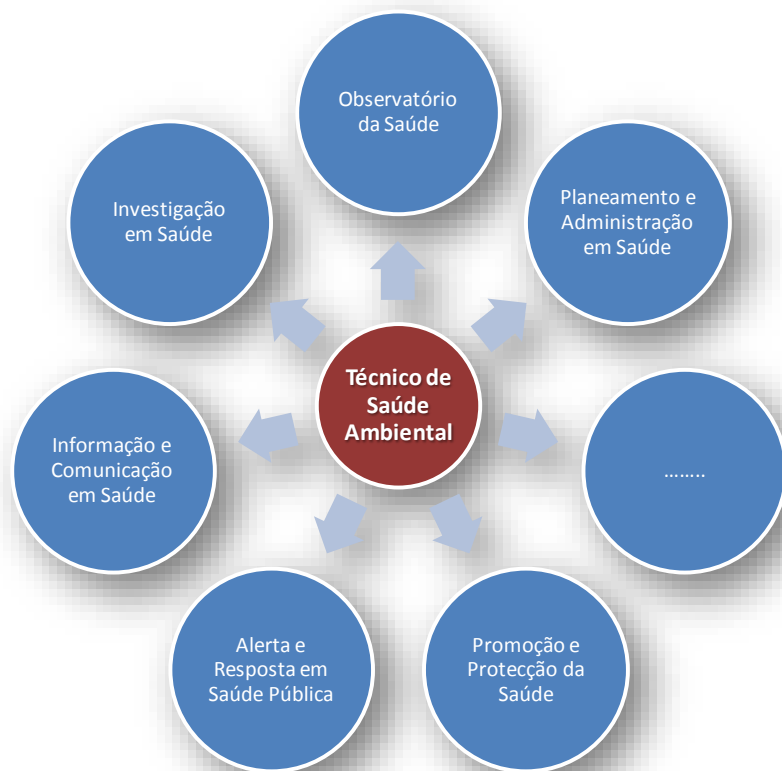 Observatório
da Saúde
Planeamento e
Administração
em Saúde
........
Promoção e
Protecção da
Saúde
Alerta e
Resposta em
Saúde Pública
Informação e
Comunicação
em Saúde
Investigação
em Saúde
Técnico de
Saúde
Ambiental